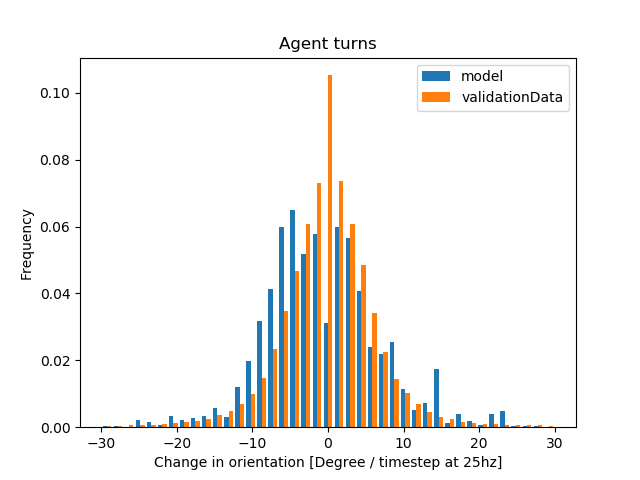 Agent turns
model
validationData
0.10
0.08
0.06
0.04
0.02
0.00
Frequency
−30 −20 −10 0 10 20 30
Change in orientation [Degree / timestep at 25hz]